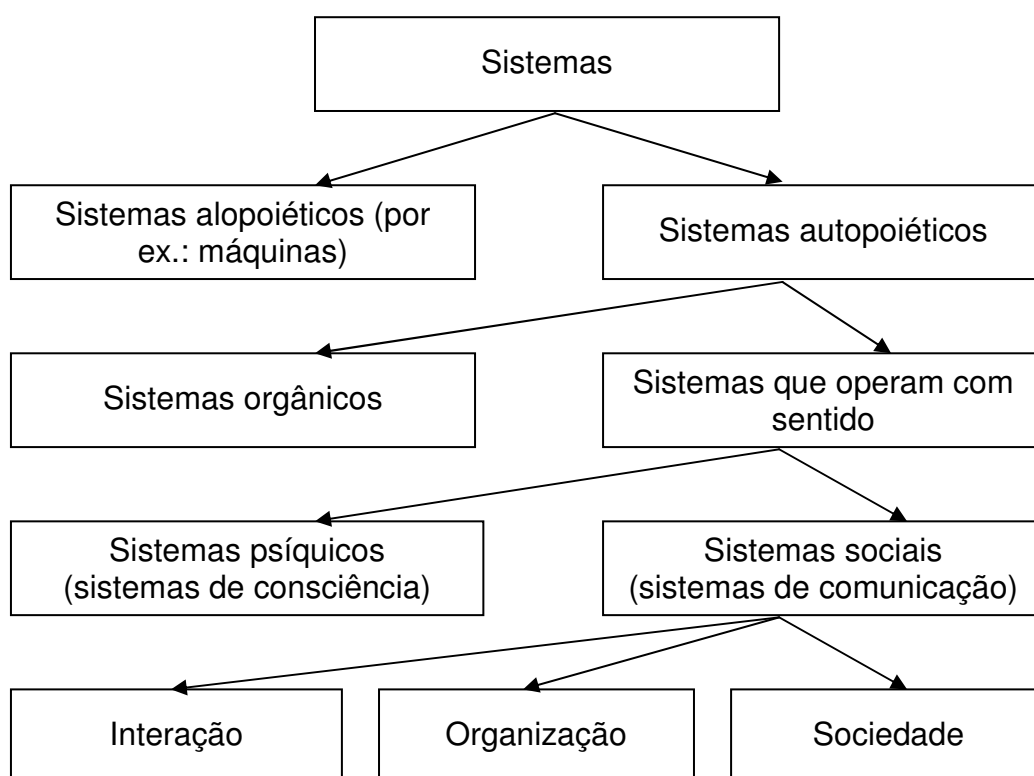 Sistemas
Sistemas alopoiéticos (por
ex.: máquinas)
Sistemas autopoiéticos
Sistemas orgânicos
Sistemas que operam com
sentido
Sistemas psíquicos
(sistemas de consciência)
Sistemas sociais
(sistemas de comunicação)
Interação
Organização
Sociedade